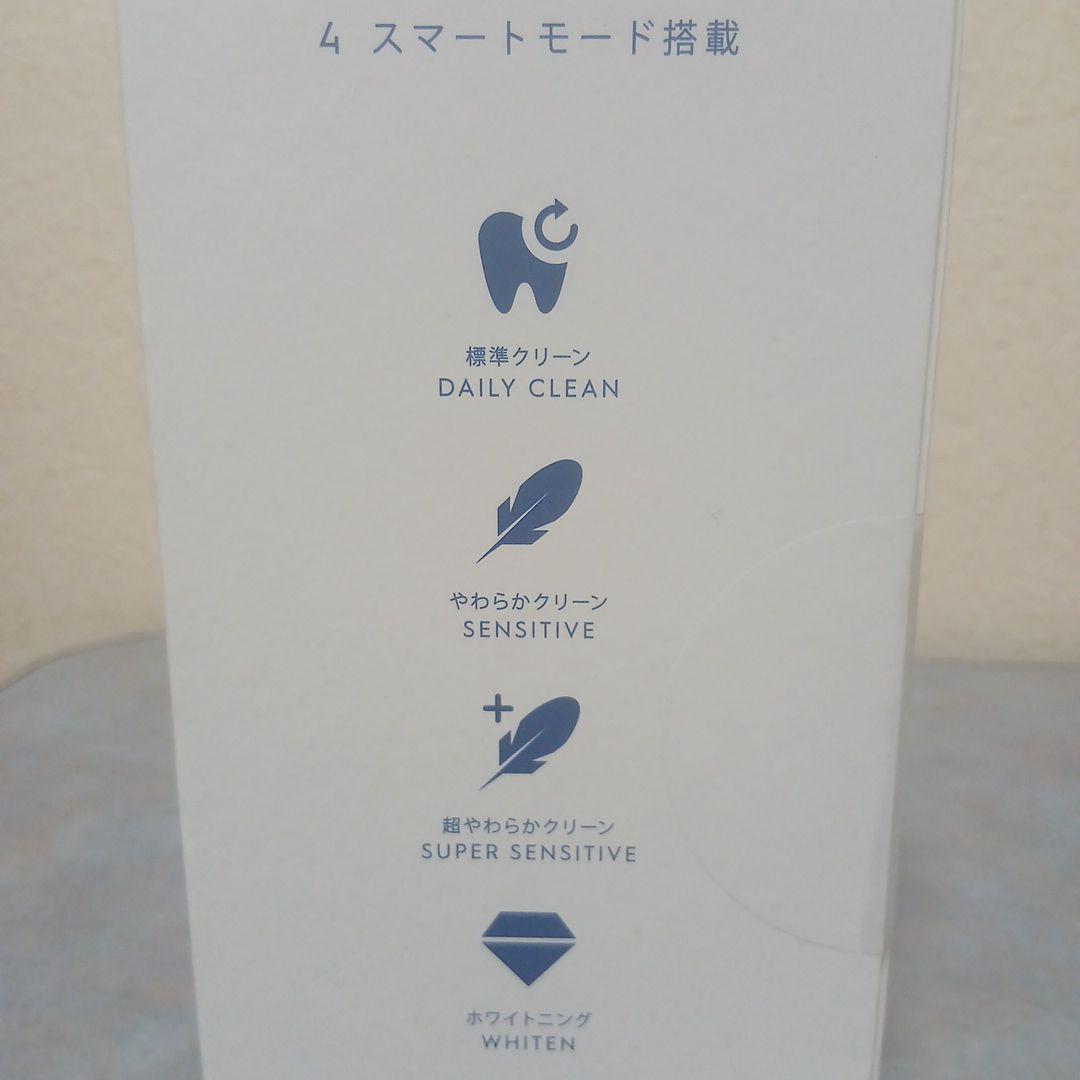 4 スマートモード搭載
標準クリーン
DAILY CLEAN
やわらかクリーン
SENSITIVE
超やわらかクリーン
SUPER SENSITIVE
ホワイトニング
WHITEN